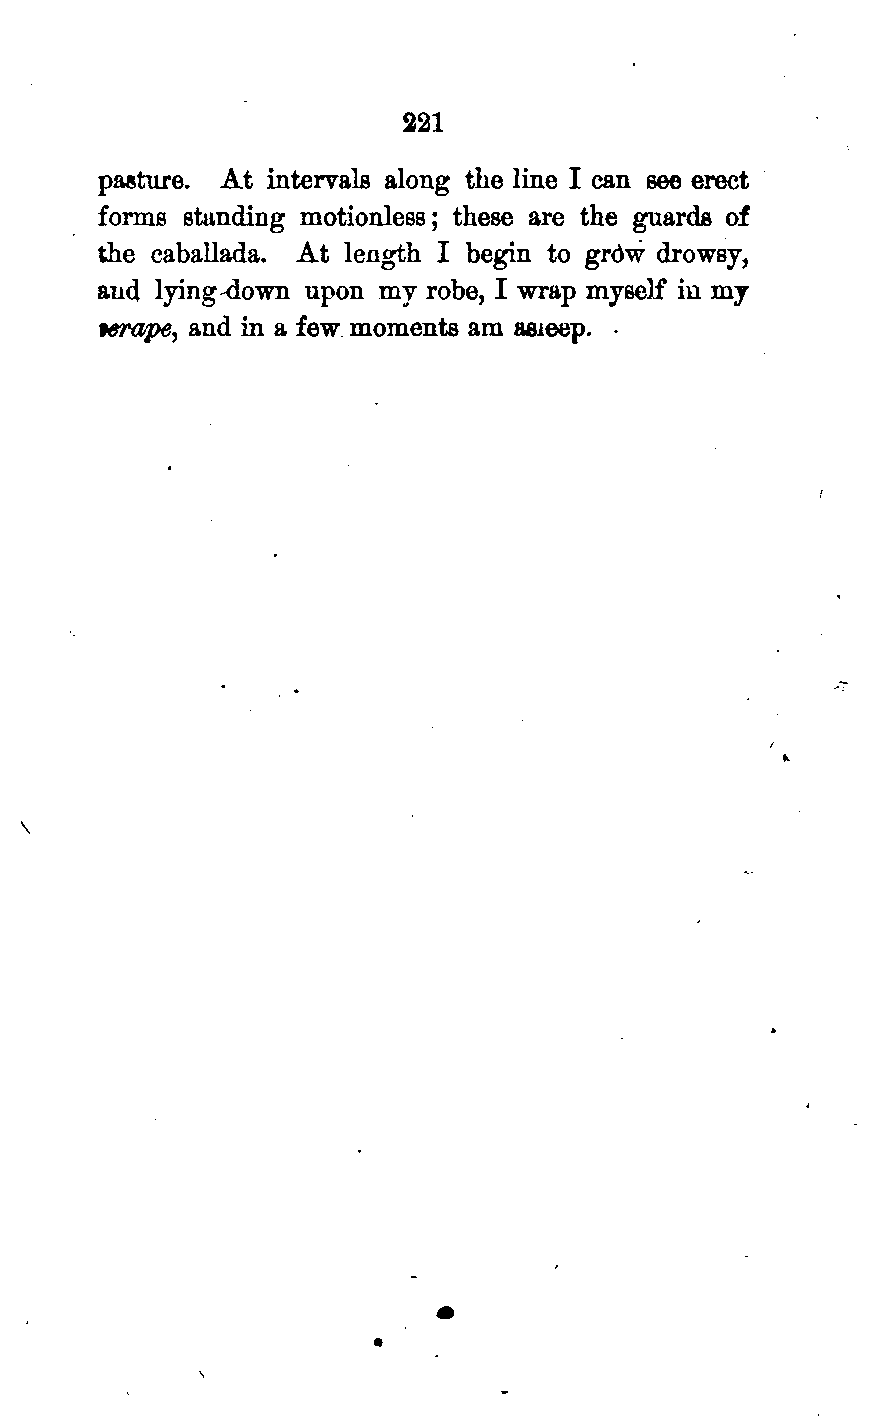 221
pasture. At intervals along the line I can see erect
forms standing motionless; these are the guards of
the caballada. At length I begin to grow drowsy,
and lying down upon my robe, I wrap myself in my
serape, and in a few moments am asleep.